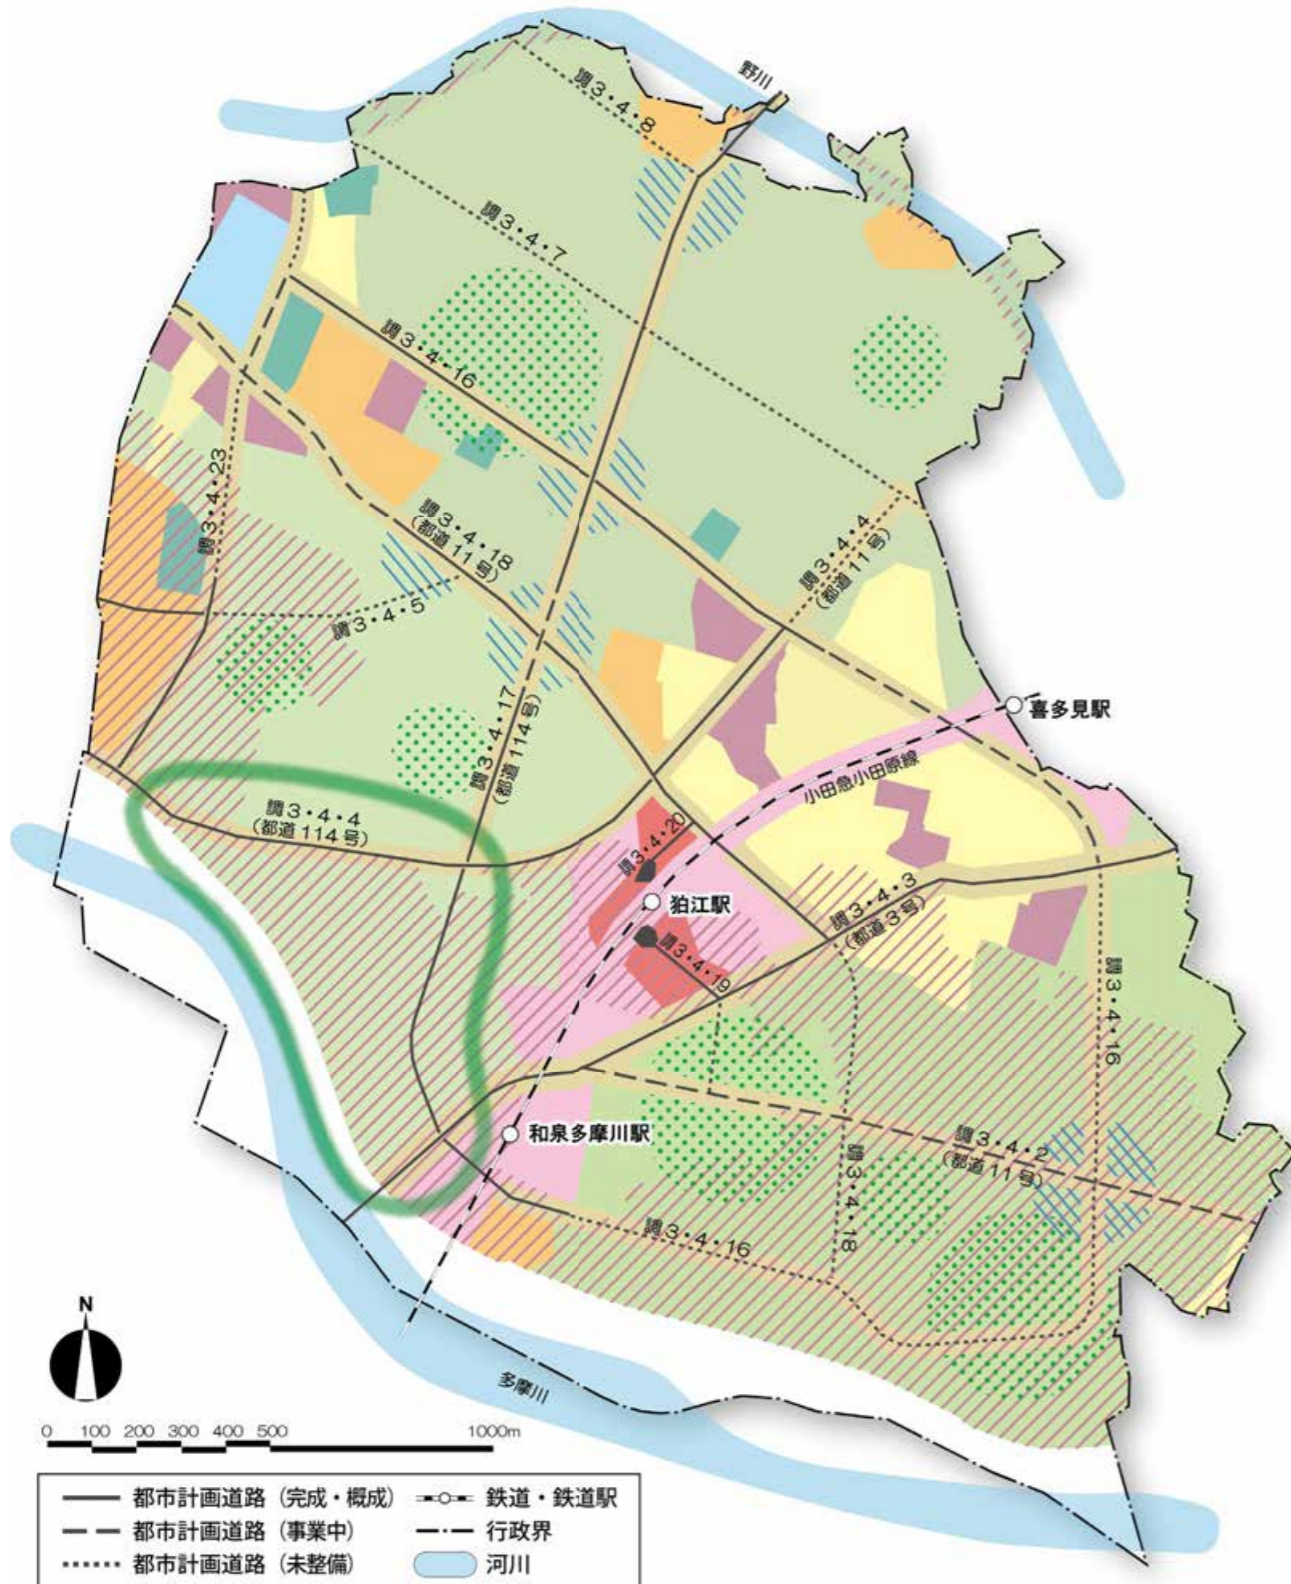 野川
調3・4・8
調3・4・7
調3・4・16
調3・4・23
調3・4・18
(都道11号)
調3・4・4
(都道11号)
調3・4・5
調3・4・17
(都道114号)
喜多見駅
小田急小田原線
調3・4・4
(都道114号)
調3・4・20
狛江駅
調3・4・3
(都道3号)
調3・4・19
調3・4・16
和泉多摩川駅
調3・4・2
(都道11号)
調3・4・18
調3・4・16
N
多摩川
0 100 200 300 400 500 1000m
都市計画道路(完成・概成) 鉄道・鉄道駅
都市計画道路(事業中) 行政界
都市計画道路(未整備) 河川